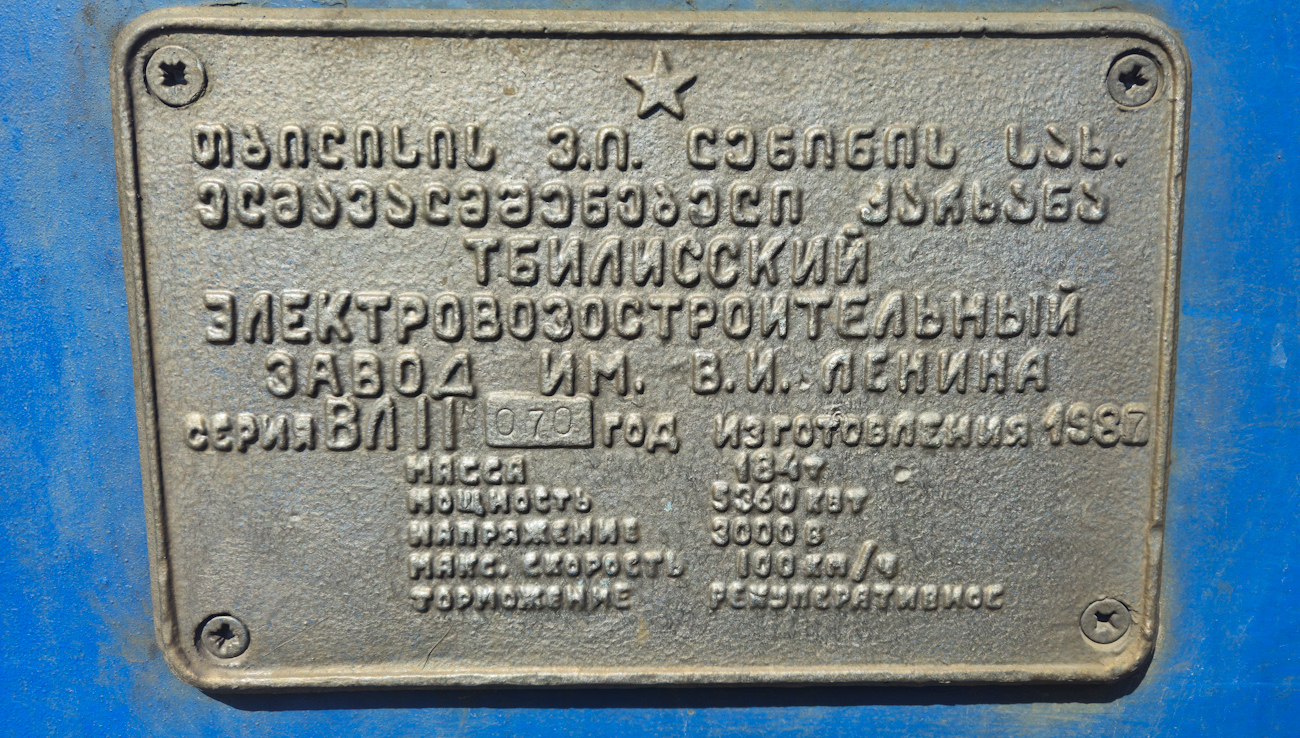 თბილისის ვ.ი. ლენინის სახ.
ელმავალმშენებელი ქარხანა
ТБИЛИССКИЙ
ЭЛЕКТРОВОЗОСТРОИТЕЛЬНЫЙ
ЗАВОД ИМ. В.И. ЛЕНИНА
СЕРИЯ ВЛ11 070 ГОД ИЗГОТОВЛЕНИЯ 1987
МАССА 184Т
МОЩНОСТЬ 5360 КВТ
НАПРЯЖЕНИЕ 3000 В
МАКС. СКОРОСТЬ 100 КМ/Ч
ТОРМОЖЕНИЕ РЕКУПЕРАТИВНОЕ